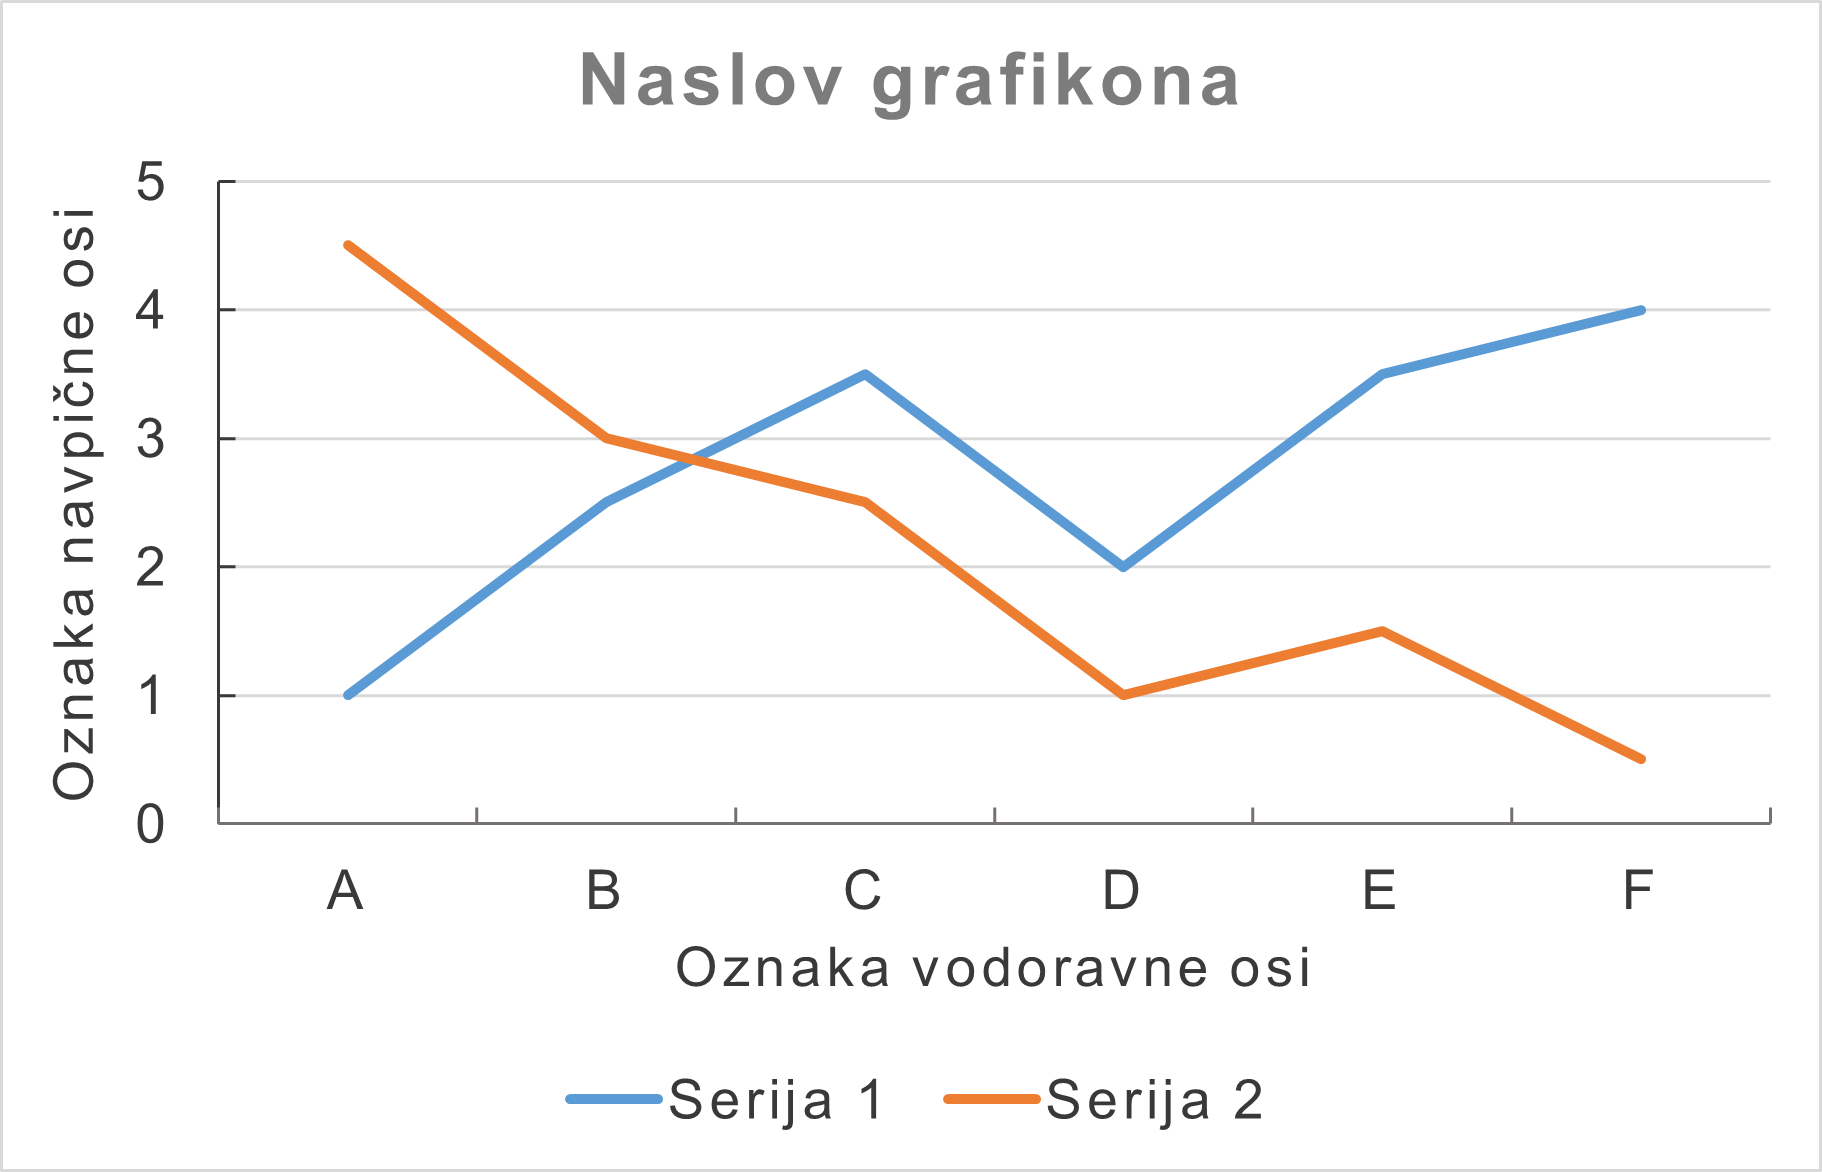 Naslov grafikona
Oznaka navpične osi
5
4
3
2
1
0
A B C D E F
Oznaka vodoravne osi
Serija 1 Serija 2